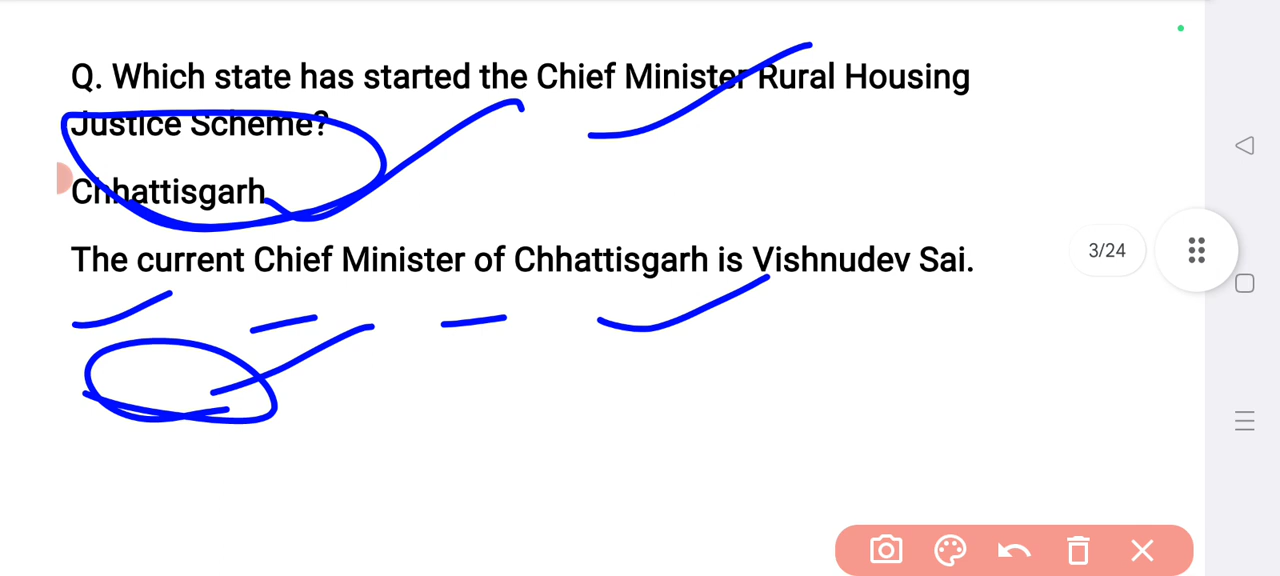 Q. Which state has started the Chief Minister Rural Housing
Justice Scheme?
Chhattisgarh
The current Chief Minister of Chhattisgarh is Vishnudev Sai.
3/24